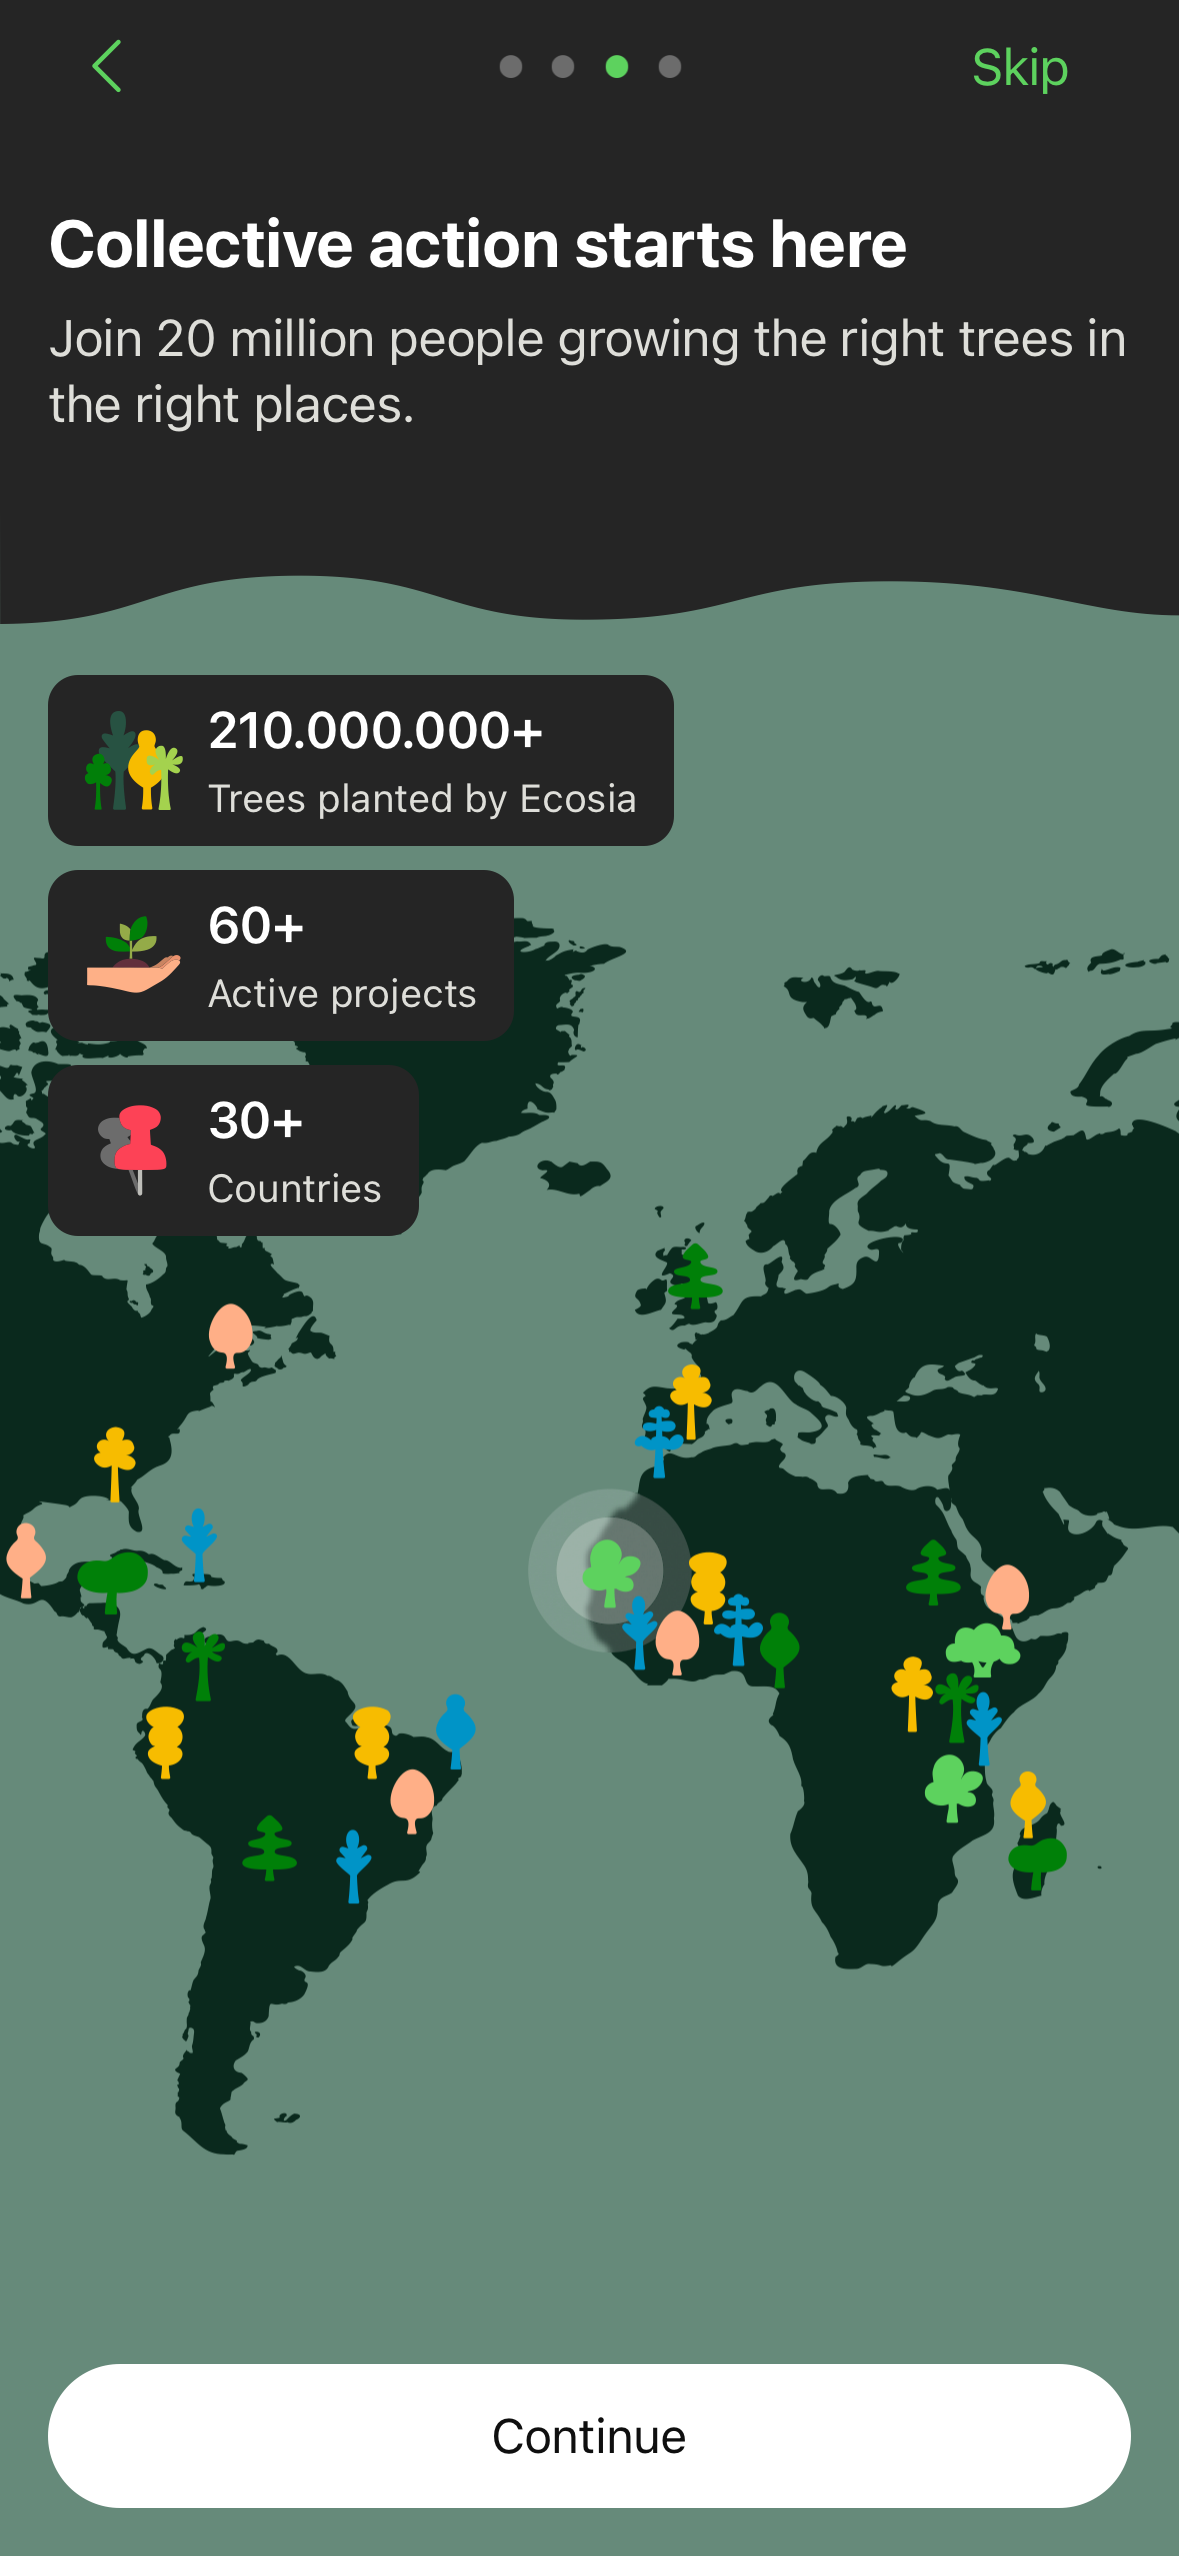 Skip
Collective action starts here
Join 20 million people growing the right trees in
the right places.
210.000.000+
Trees planted by Ecosia
60+
Active projects
30+
Countries
Continue